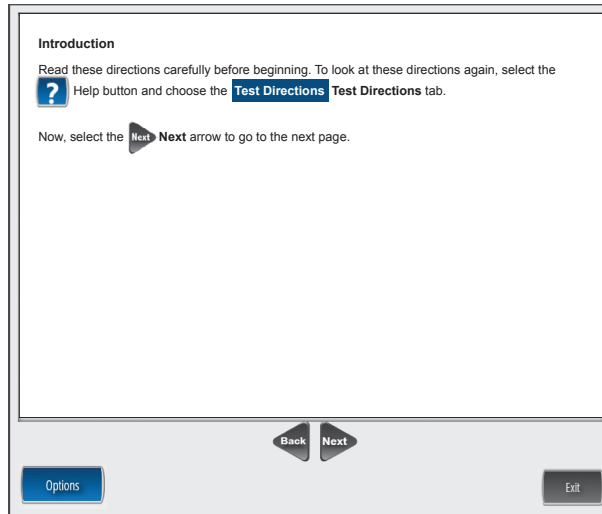 Introduction
Read these directions carefully before beginning. To look at these directions again, select the
? Help button and choose the Test Directions Test Directions tab.
Now, select the Next Next arrow to go to the next page.
Back Next
Options Exit